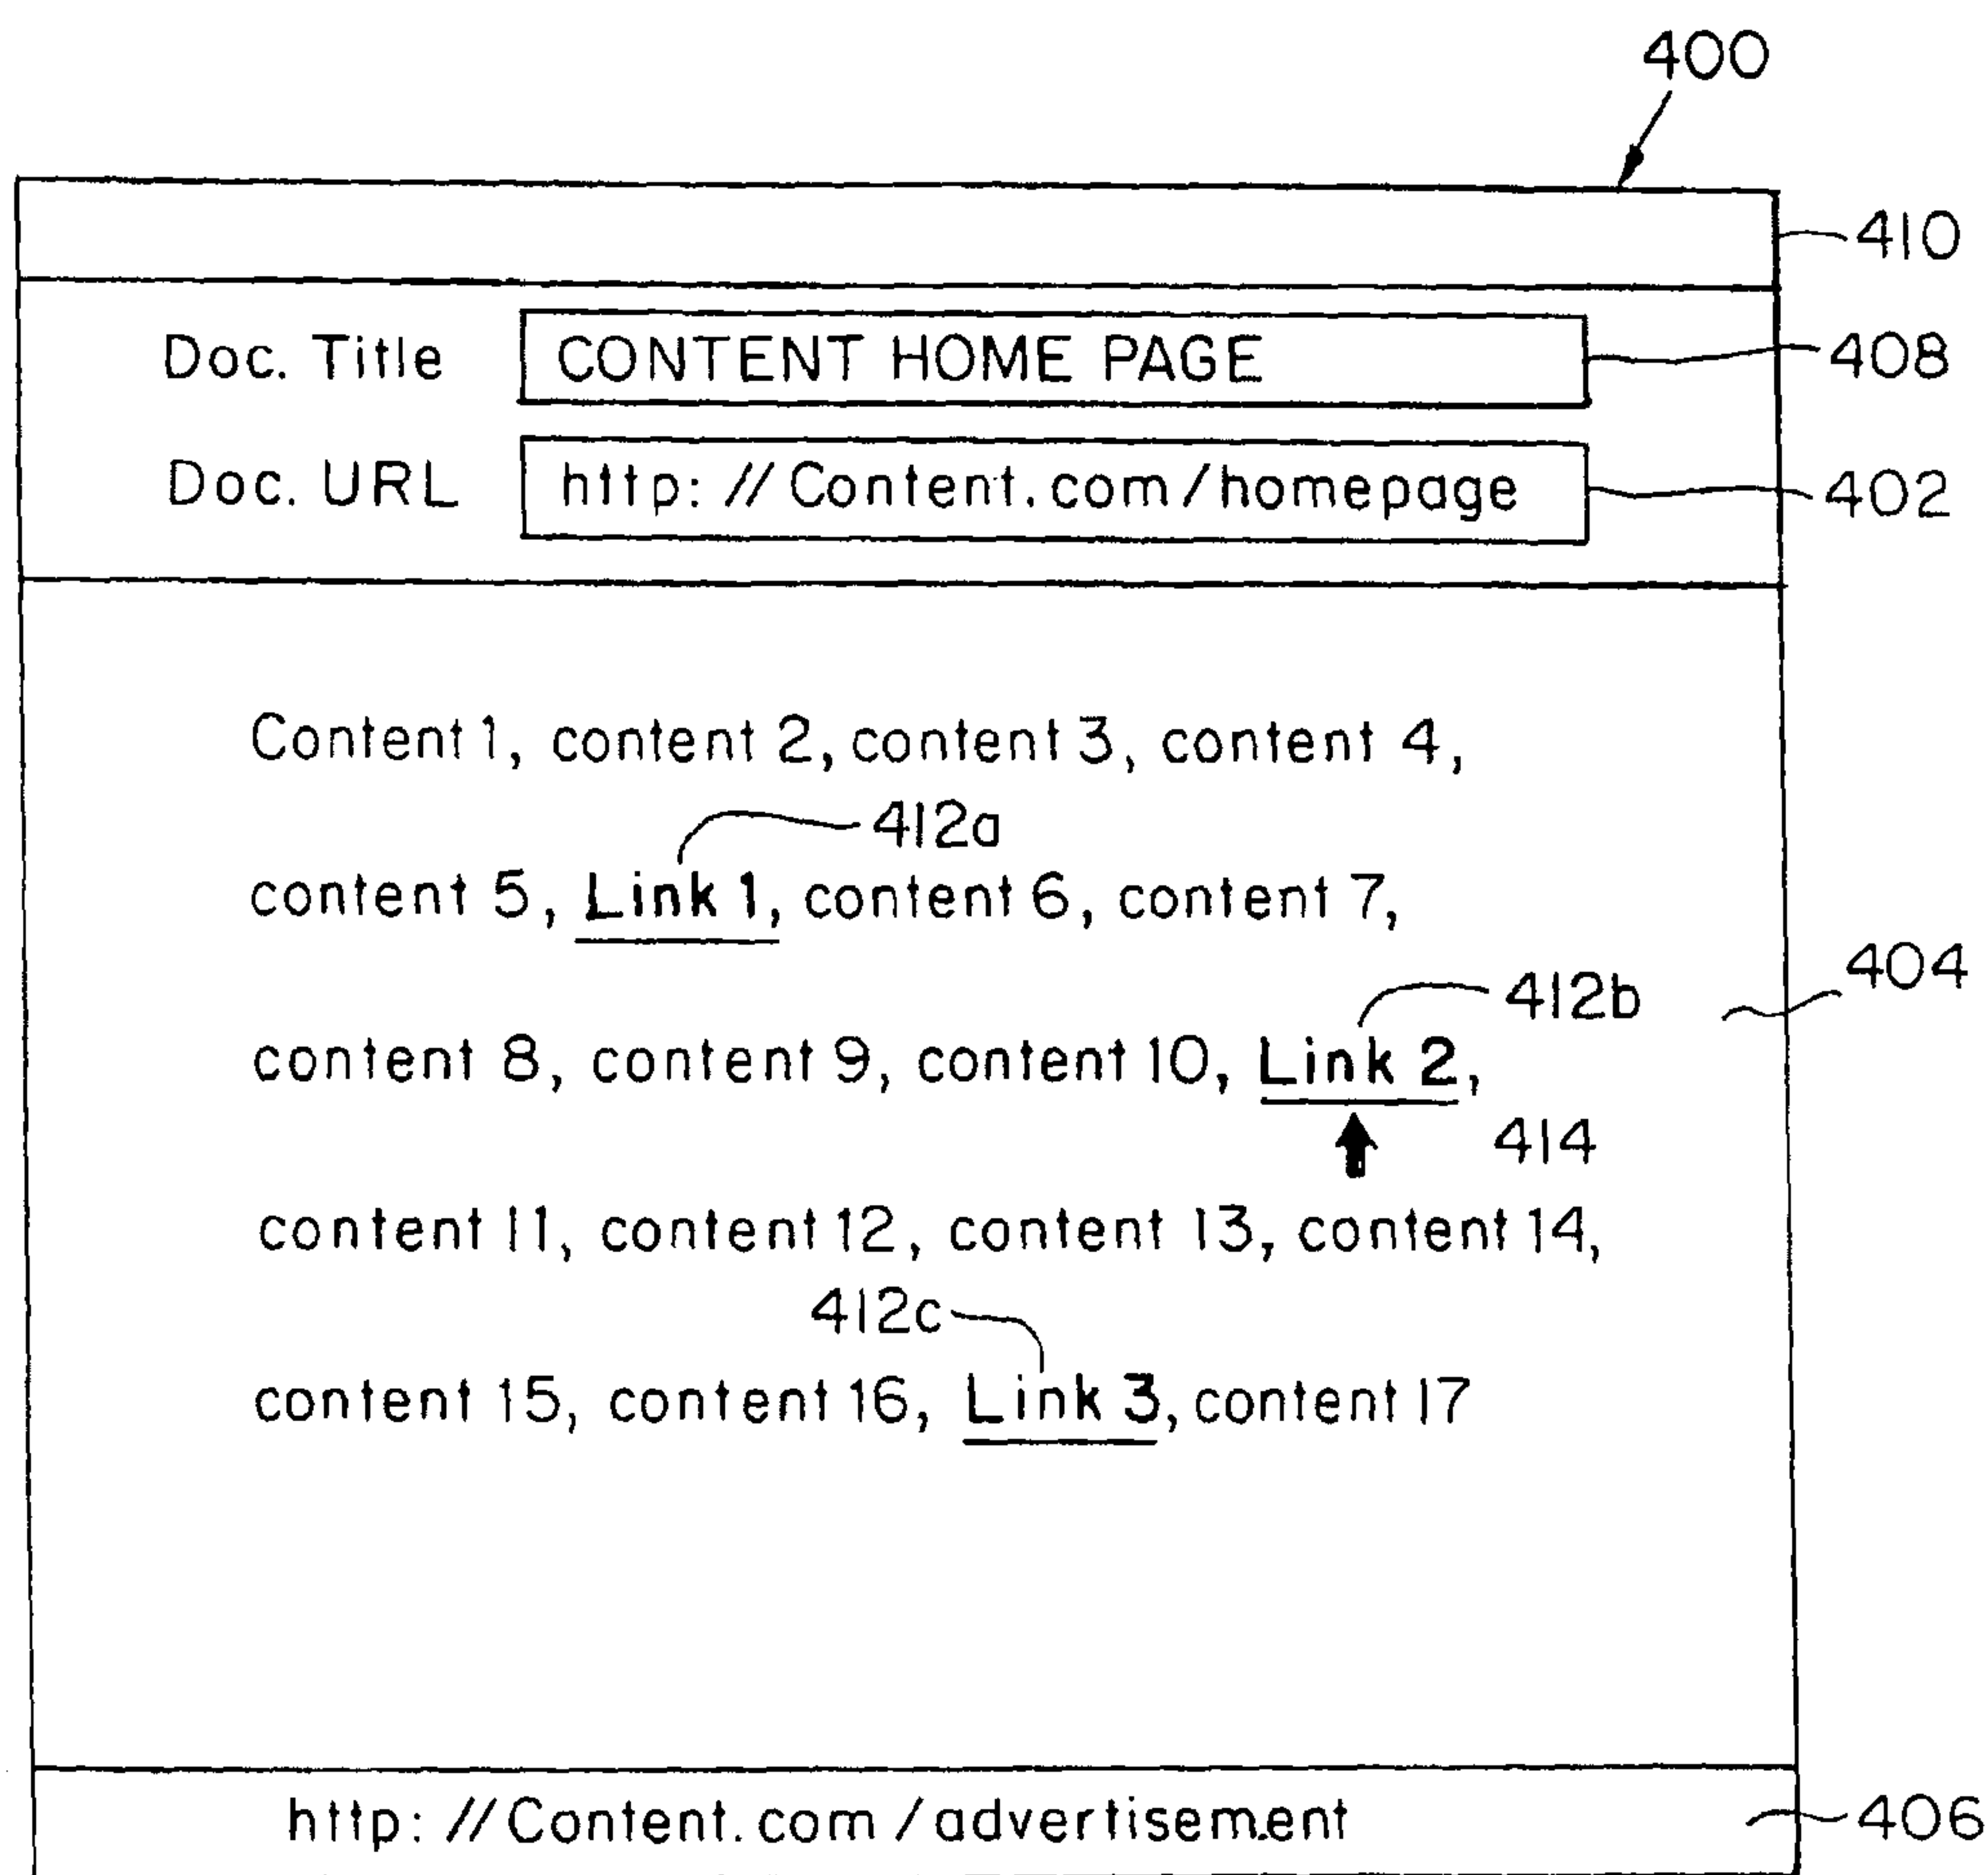 400
410
Doc. Title CONTENT HOME PAGE 408
Doc. URL http://Content.com/homepage 402
Content 1, content 2, content 3, content 4,
412a
content 5, Link 1, content 6, content 7,
404
412b
content 8, content 9, content 10, Link 2,
414
content 11, content 12, content 13, content 14,
412c
content 15, content 16, Link 3, content 17
http://Content.com/advertisement 406